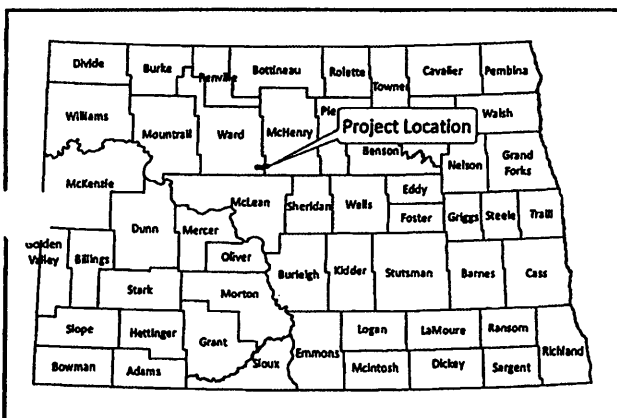 Divide
Burke
Renville
Bottineau
Rolette
Towner
Cavalier
Pembina
Williams
Mountrail
Ward
McHenry
Pie
Walsh
Project Location
Benson
Nelson
Grand
Forks
McKenzie
McLean
Sheridan
Wells
Eddy
Foster
Griggs
Steele
Traill
Dunn
Mercer
Oliver
Golden
Valley
Billings
Burleigh
Kidder
Stutsman
Barnes
Cass
Stark
Morton
Slope
Hettinger
Grant
Logan
LaMoure
Ransom
Richland
Sioux
Emmons
Bowman
Adams
McIntosh
Dickey
Sargent